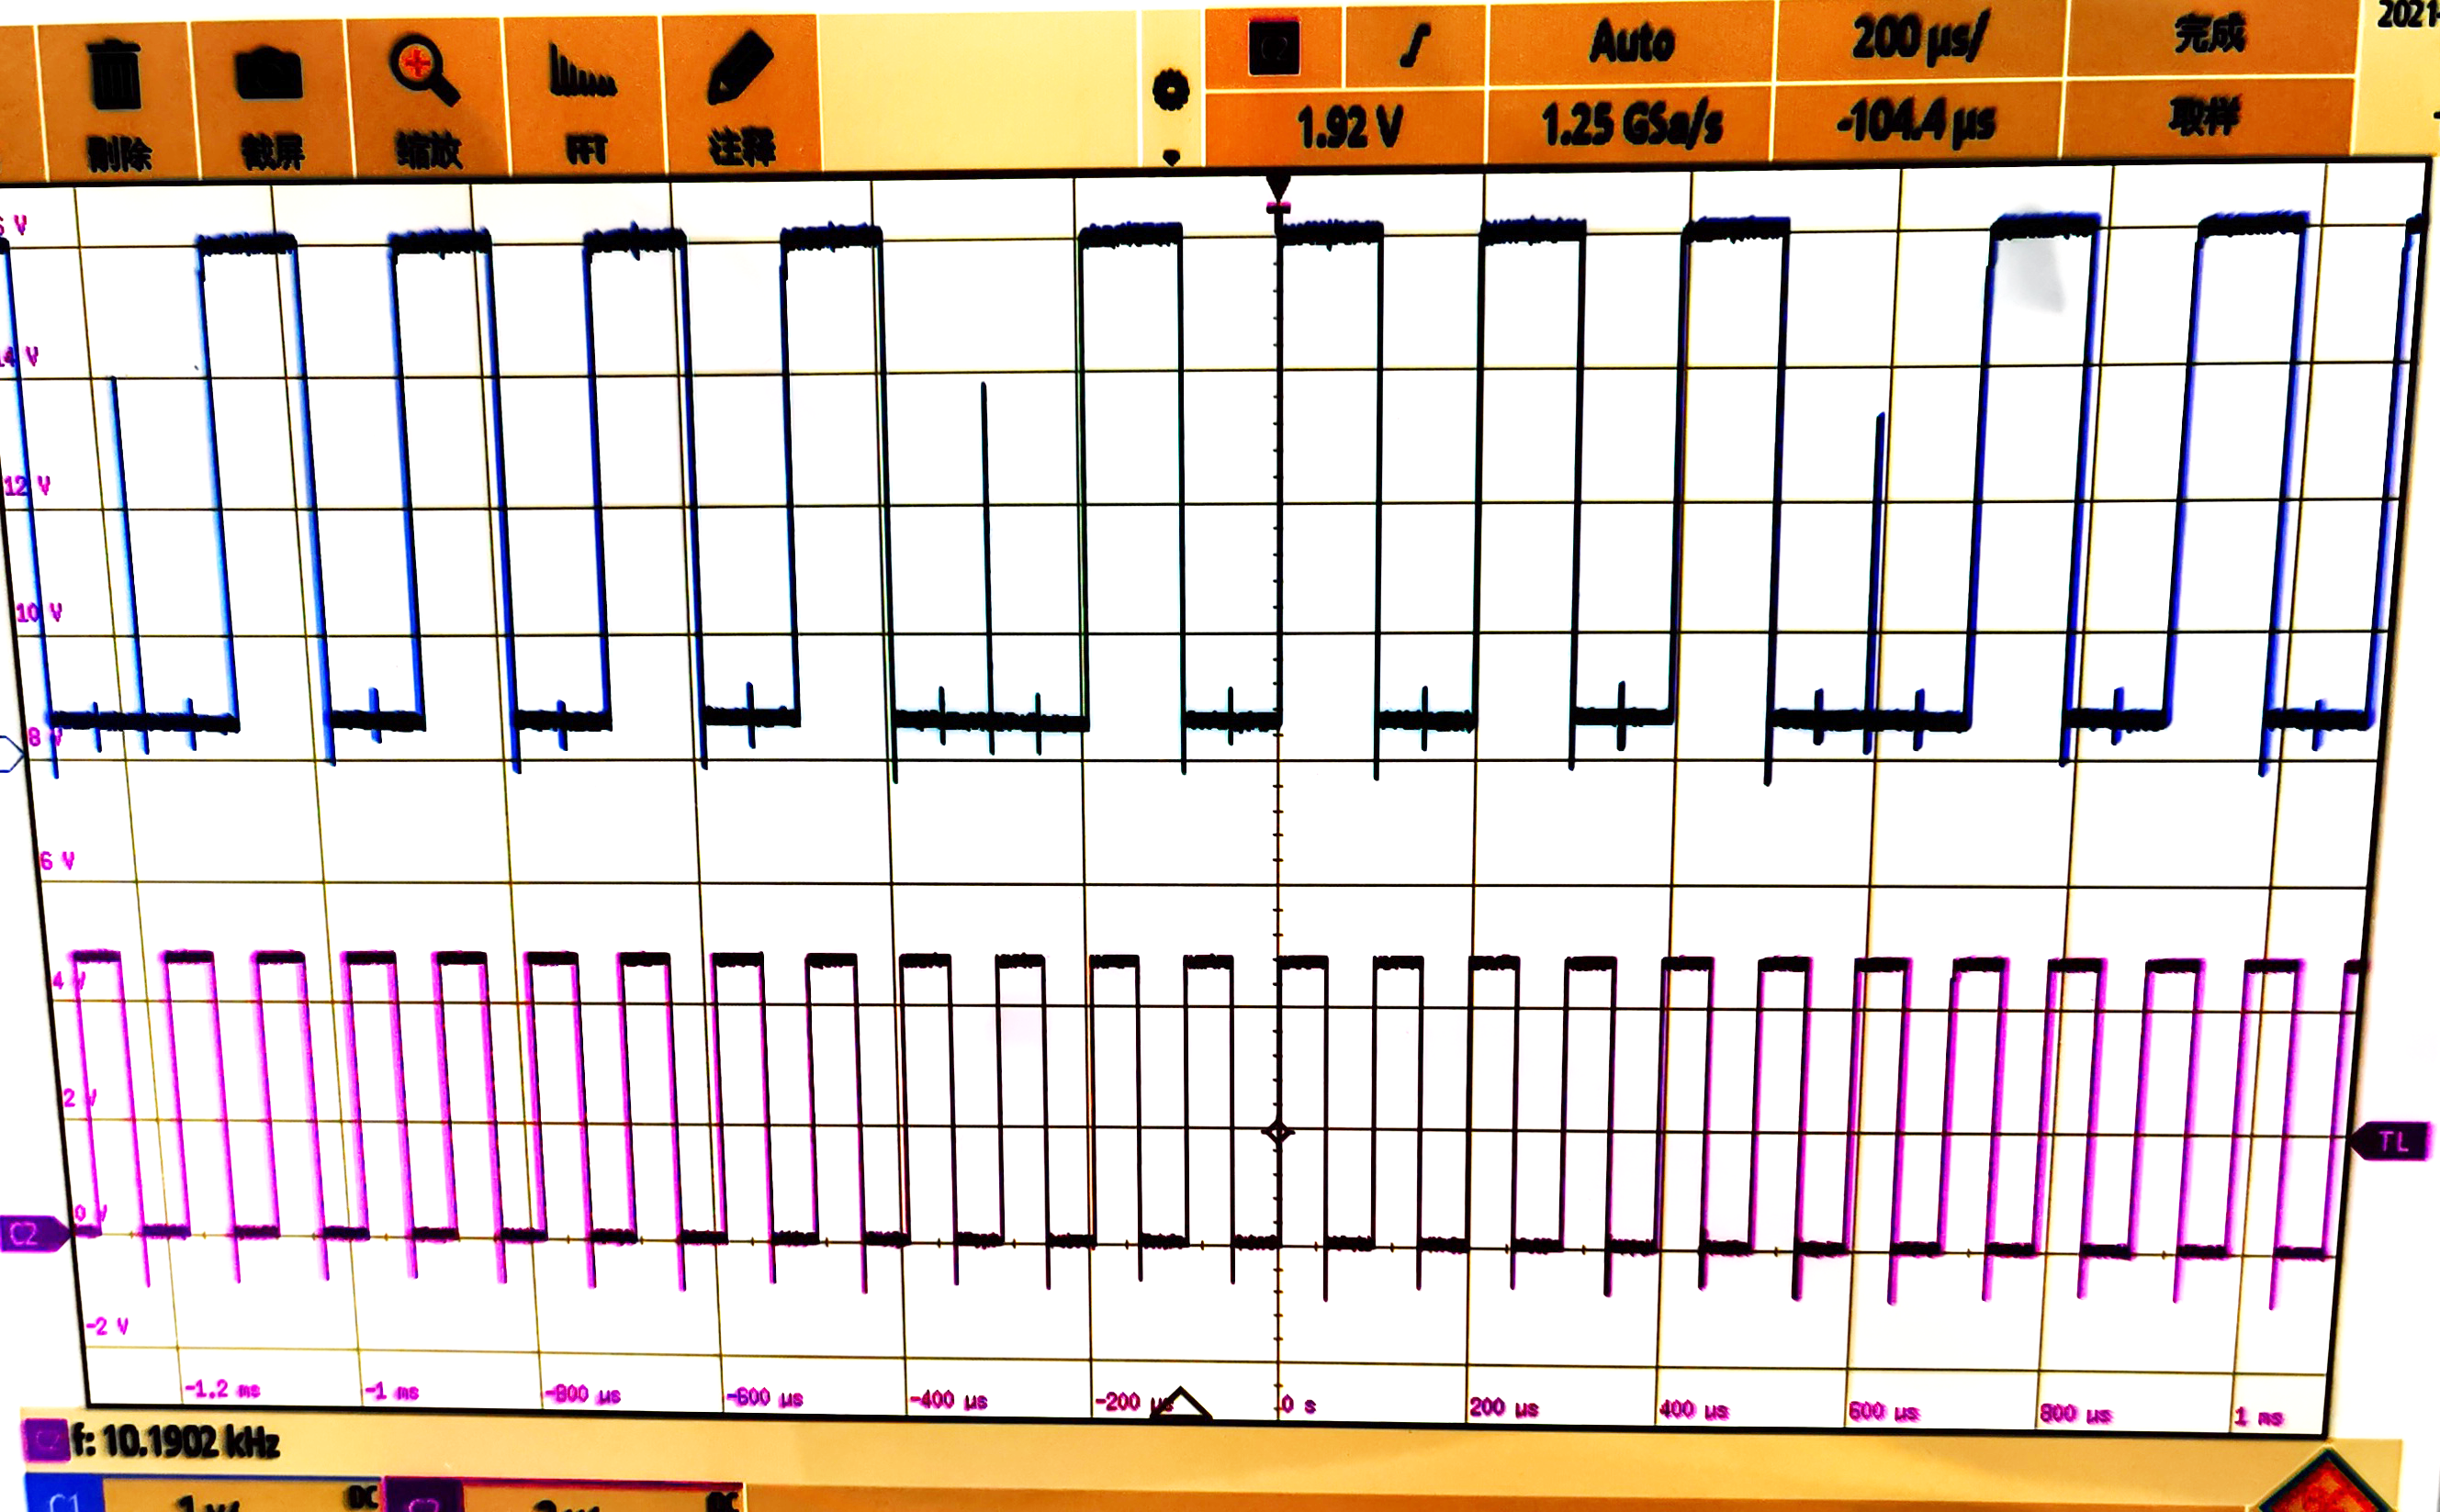 2021-
Auto 200 µs/ 完成
删除 截屏 缩放 FFT 注释
1.92 V 1.25 GSa/s -104.4 µs 取样
6 V
14 V
12 V
10 V
8 V
6 V
4 V
2 V
0 V
-2 V
C2
TL
-1.2 ms -1 ms -800 µs -600 µs -400 µs -200 µs 0 s 200 µs 400 µs 600 µs 800 µs 1 ms
C2 f: 10.1902 kHz
C1 DC DC